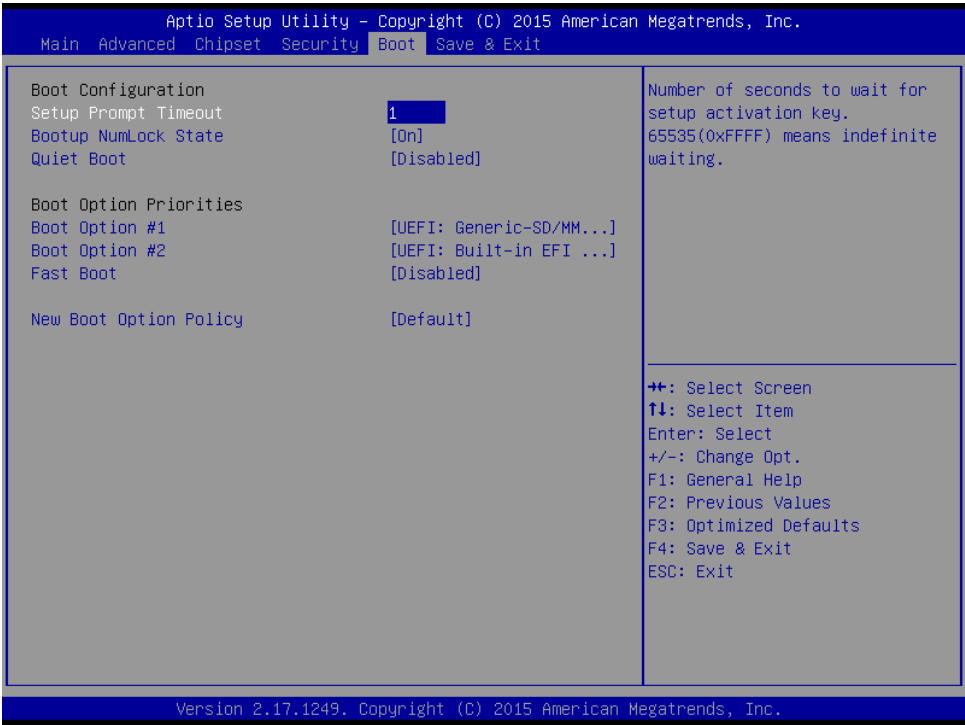 Aptio Setup Utility – Copyright (C) 2015 American Megatrends, Inc.
Main Advanced Chipset Security Boot Save & Exit
Boot Configuration
Setup Prompt Timeout 1
Bootup NumLock State [On]
Quiet Boot [Disabled]
Boot Option Priorities
Boot Option #1 [UEFI: Generic-SD/MM...]
Boot Option #2 [UEFI: Built-in EFI ...]
Fast Boot [Disabled]
New Boot Option Policy [Default]
Number of seconds to wait for
setup activation key.
65535(0xFFFF) means indefinite
waiting.
→←: Select Screen
↑↓: Select Item
Enter: Select
+/-: Change Opt.
F1: General Help
F2: Previous Values
F3: Optimized Defaults
F4: Save & Exit
ESC: Exit
Version 2.17.1249. Copyright (C) 2015 American Megatrends, Inc.